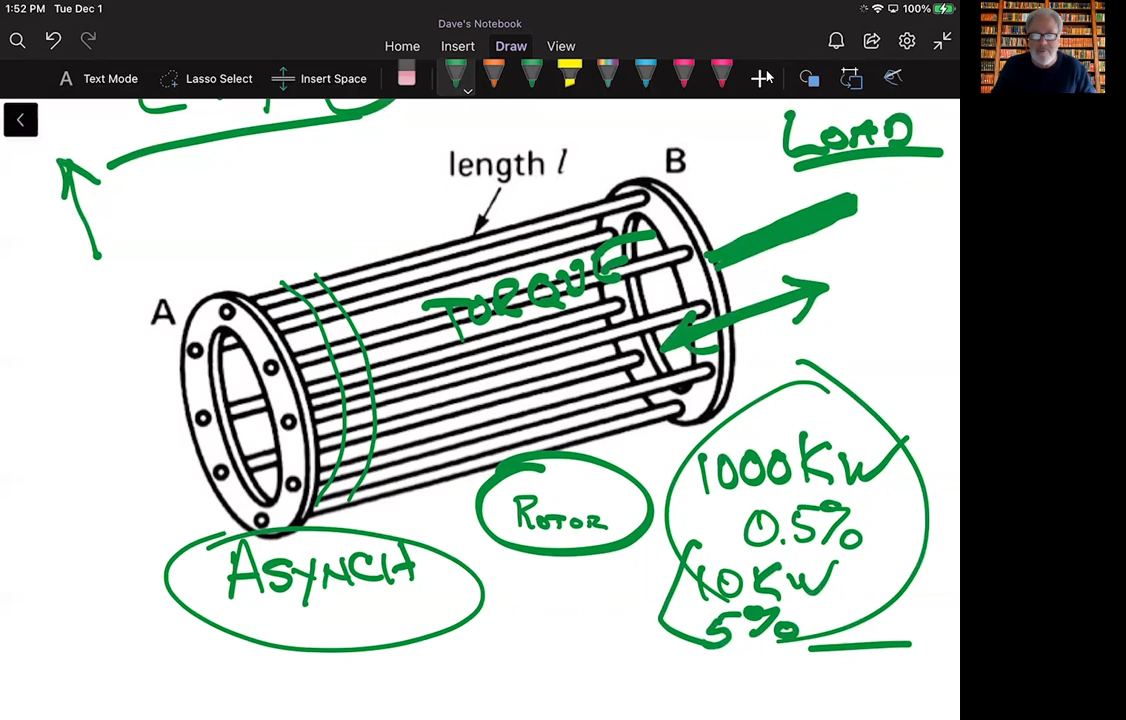 1:52 PM Tue Dec 1
100%
Dave's Notebook
Home Insert Draw View
A Text Mode Lasso Select Insert Space
LOAD
length l
B
A
TORQUE
1000KW
0.5%
10KW
5%
ROTOR
ASYNCH